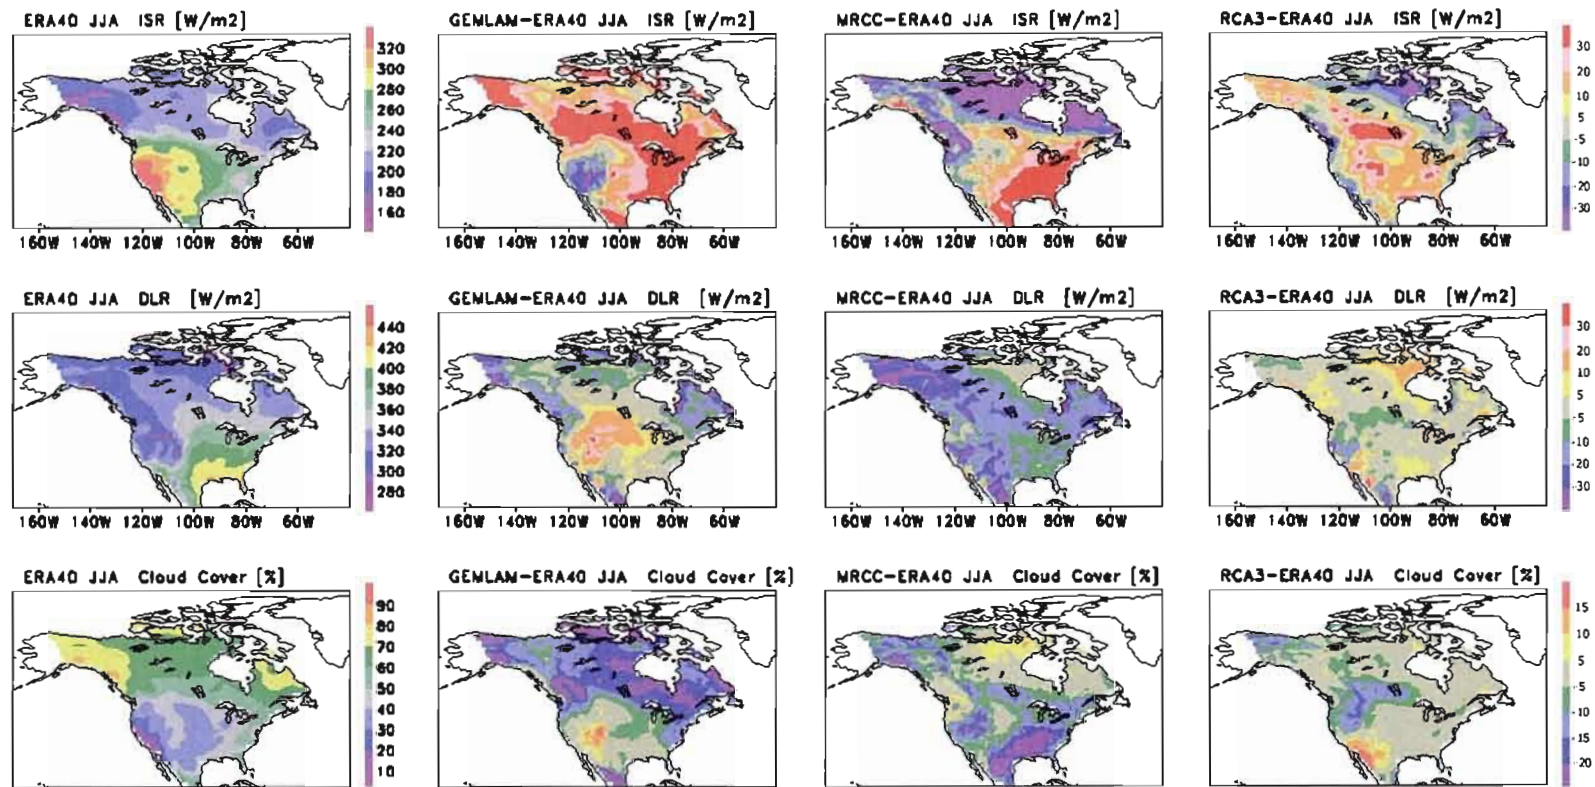 ERA40 JJA ISR [W/m2]
GEMLAM-ERA40 JJA ISR [W/m2]
MRCC-ERA40 JJA ISR [W/m2]
RCA3-ERA40 JJA ISR [W/m2]
320
300
280
260
240
220
200
180
160
30
20
10
5
-5
-10
-20
-30
160W 140W 120W 100W 80W 60W
160W 140W 120W 100W 80W 60W
160W 140W 120W 100W 80W 60W
160W 140W 120W 100W 80W 60W
ERA40 JJA DLR [W/m2]
GEMLAM-ERA40 JJA DLR [W/m2]
MRCC-ERA40 JJA DLR [W/m2]
RCA3-ERA40 JJA DLR [W/m2]
440
420
400
380
360
340
320
300
280
30
20
10
5
-5
-10
-20
-30
160W 140W 120W 100W 80W 60W
160W 140W 120W 100W 80W 60W
160W 140W 120W 100W 80W 60W
160W 140W 120W 100W 80W 60W
ERA40 JJA Cloud Cover [%]
GEMLAM-ERA40 JJA Cloud Cover [%]
MRCC-ERA40 JJA Cloud Cover [%]
RCA3-ERA40 JJA Cloud Cover [%]
90
80
70
60
50
40
30
20
10
15
10
5
-5
-10
-15
-20